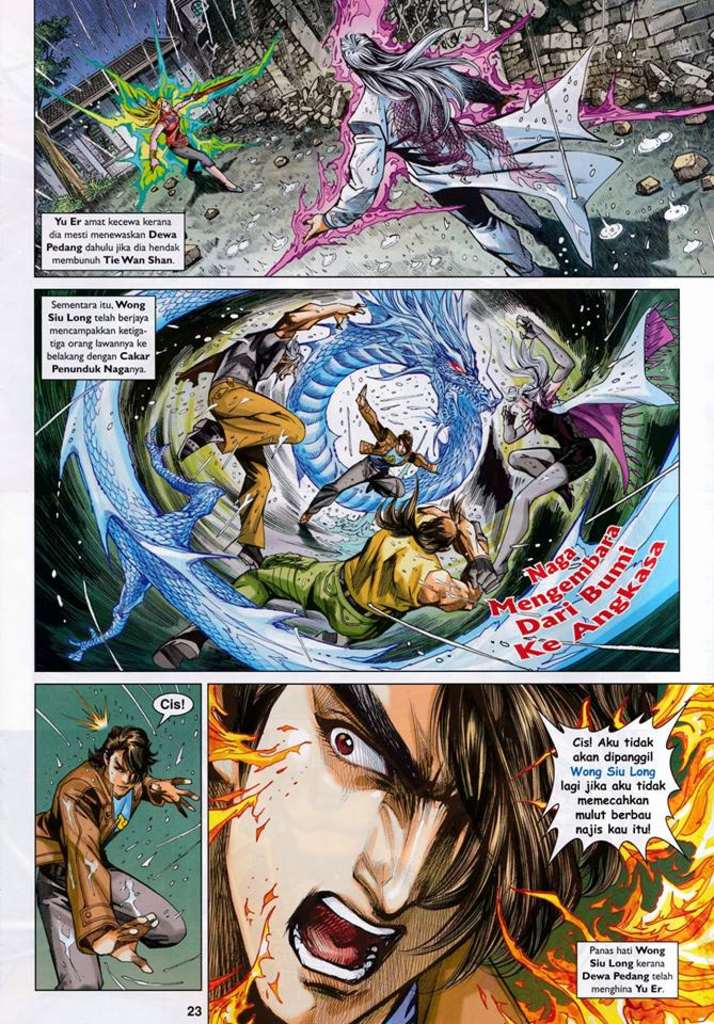 Yu Er amat kecewa kerana
dia mesti menewaskan Dewa
Pedang dahulu jika dia hendak
membunuh Tie Wan Shan.
Sementara itu, Wong
Siu Long telah berjaya
mencampakkan ketiga-
tiga orang lawannya ke
belakang dengan Cakar
Penunduk Naganya.
Naga
Mengembara
Dari Bumi
Ke Angkasa
Cis!
Cis! Aku tidak
akan dipanggil
Wong Siu Long
lagi jika aku tidak
memecahkan
mulut berbau
najis kau itu!
Panas hati Wong
Siu Long kerana
Dewa Pedang telah
menghina Yu Er.
23